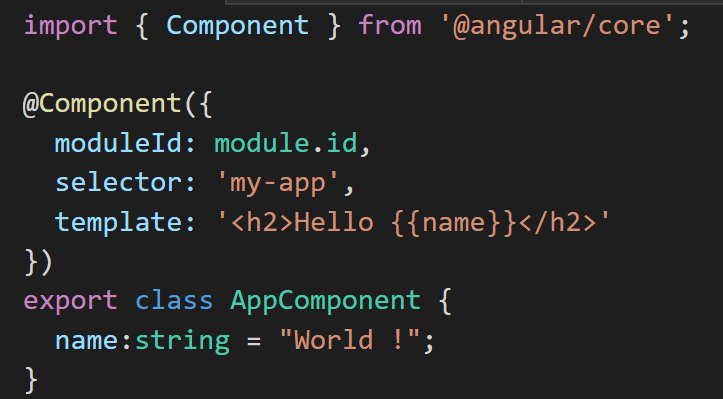 import { Component } from '@angular/core';
@Component({
  moduleId: module.id,
  selector: 'my-app',
  template: '<h2>Hello {{name}}</h2>'
})
export class AppComponent {
  name:string = "World !";
}